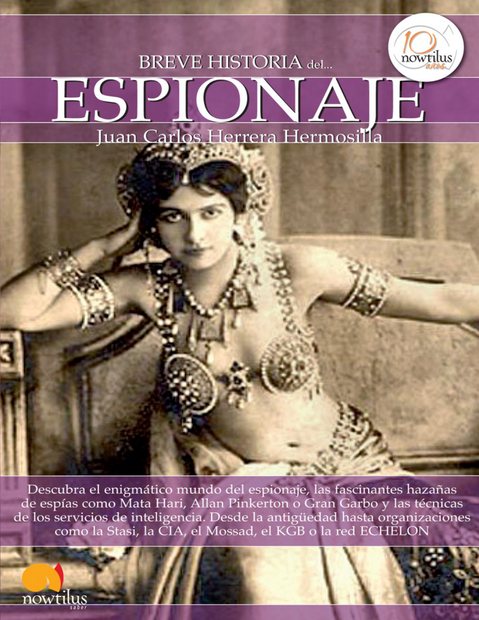 BREVE HISTORIA del...
ESPIONAJE
Juan Carlos Herrera Hermosilla
10
nowtilus
años
Descubra el enigmático mundo del espionaje, las fascinantes hazañas
de espías como Mata Hari, Allan Pinkerton o Gran Garbo y las técnicas
de los servicios de inteligencia. Desde la antigüedad hasta organizaciones
como la Stasi, la CIA, el Mossad, el KGB o la red ECHELON
nowtilus
saber